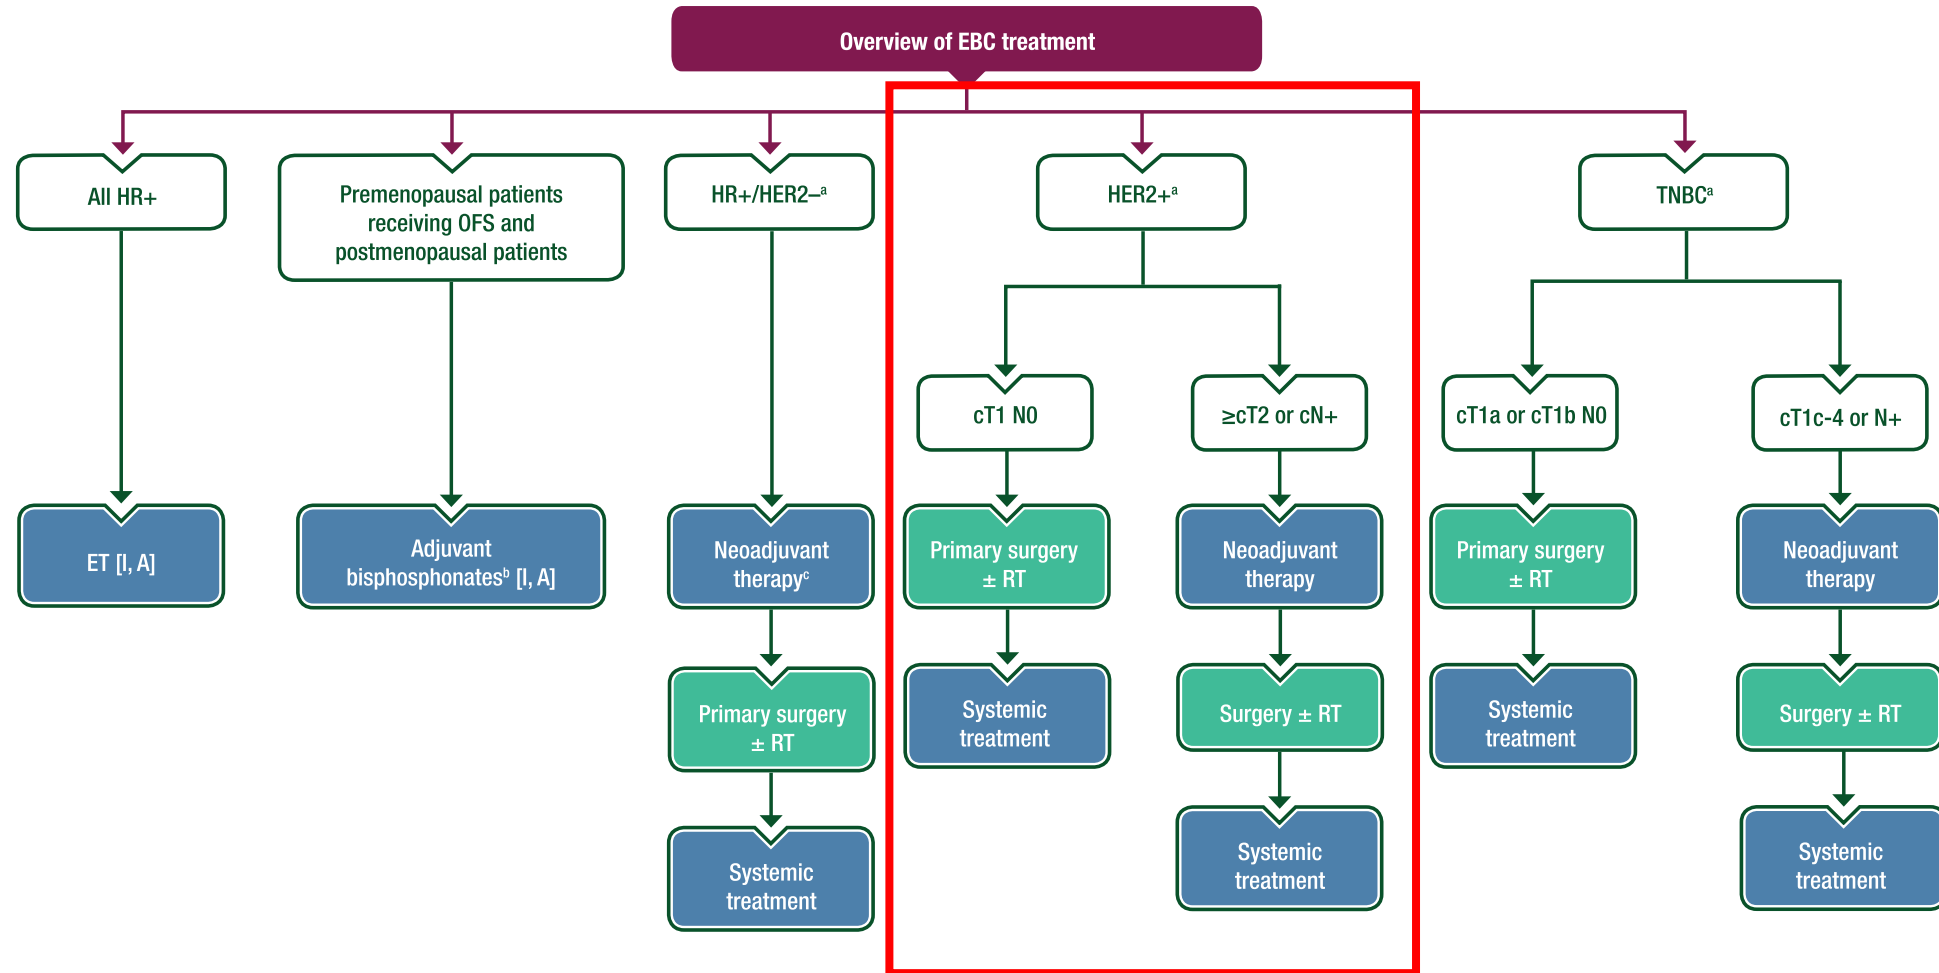 Overview of EBC treatment
All HR+
Premenopausal patients
receiving OFS and
postmenopausal patients
HR+/HER2–ᵃ
HER2+ᵃ
TNBCᵃ
cT1 N0
≥cT2 or cN+
cT1a or cT1b N0
cT1c-4 or N+
ET [I, A]
Adjuvant
bisphosphonatesᵇ [I, A]
Neoadjuvant
therapyᶜ
Primary surgery
± RT
Neoadjuvant
therapy
Primary surgery
± RT
Neoadjuvant
therapy
Primary surgery
± RT
Systemic
treatment
Surgery ± RT
Systemic
treatment
Surgery ± RT
Systemic
treatment
Systemic
treatment
Systemic
treatment